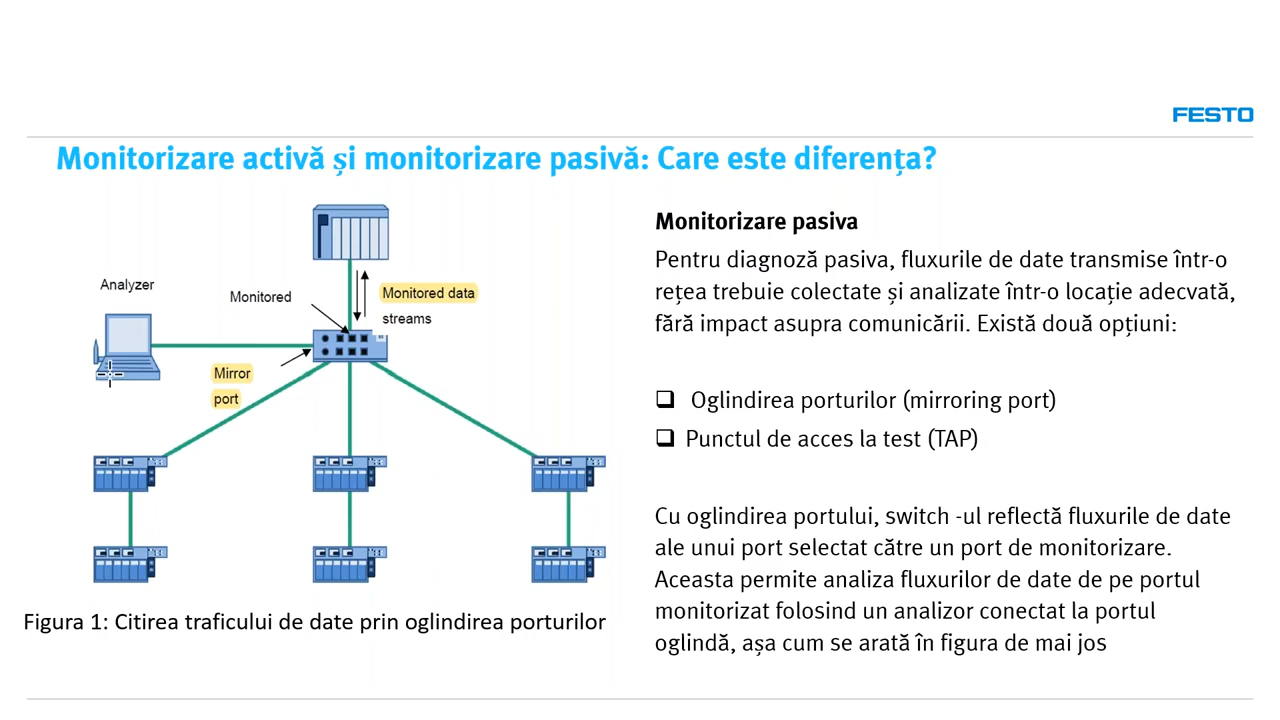 FESTO
Monitorizare activă și monitorizare pasivă: Care este diferența?
Analyzer
Monitored
Monitored data
streams
Mirror
port
Figura 1: Citirea traficului de date prin oglindirea porturilor
Monitorizare pasiva
Pentru diagnoză pasiva, fluxurile de date transmise într-o
rețea trebuie colectate și analizate într-o locație adecvată,
fără impact asupra comunicării. Există două opțiuni:
Oglindirea porturilor (mirroring port)
Punctul de acces la test (TAP)
Cu oglindirea portului, switch -ul reflectă fluxurile de date
ale unui port selectat către un port de monitorizare.
Aceasta permite analiza fluxurilor de date de pe portul
monitorizat folosind un analizor conectat la portul
oglindă, așa cum se arată în figura de mai jos